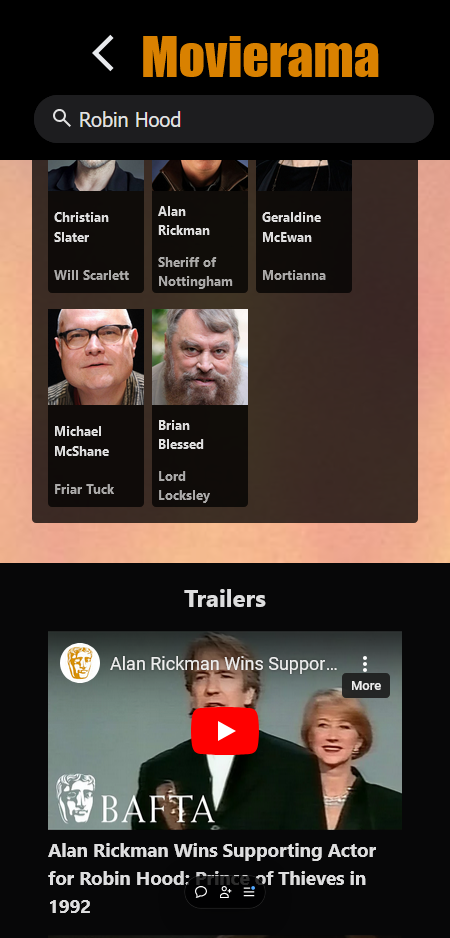 Movierama
Robin Hood
Christian
Slater
Will Scarlett
Alan
Rickman
Sheriff of
Nottingham
Geraldine
McEwan
Mortianna
Michael
McShane
Friar Tuck
Brian
Blessed
Lord
Locksley
Trailers
Alan Rickman Wins Suppor...
More
BAFTA
Alan Rickman Wins Supporting Actor
for Robin Hood: Prince of Thieves in
1992